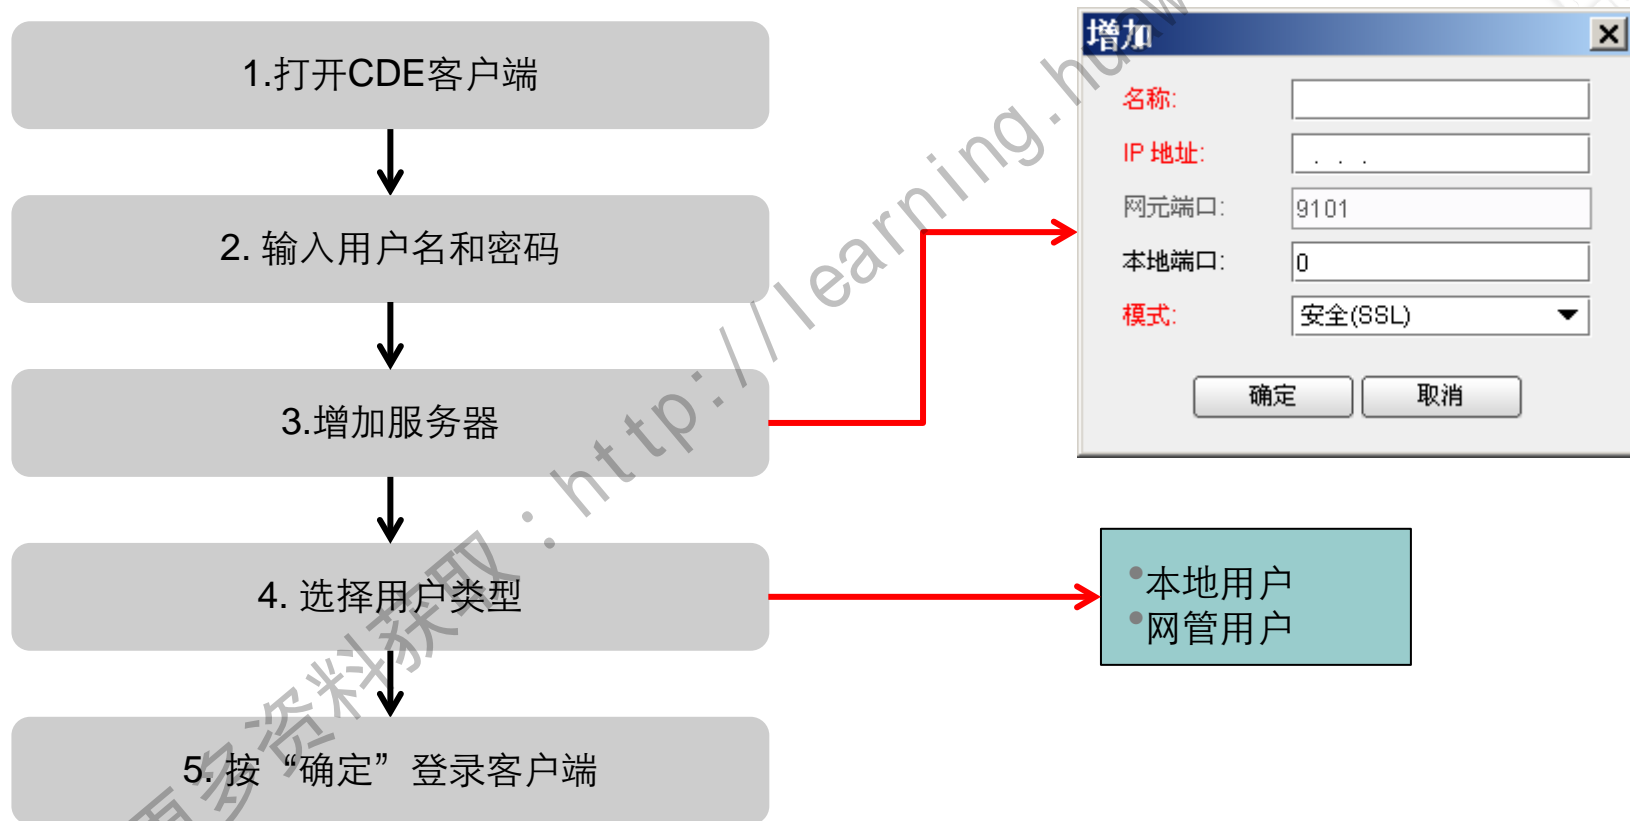 1.打开CDE客户端
2. 输入用户名和密码
3.增加服务器
4. 选择用户类型
5. 按“确定”登录客户端
增加
名称:
IP 地址:
. . .
网元端口: 9101
本地端口: 0
模式: 安全(SSL)
确定 取消
•本地用户
•网管用户
更多资料获取:http://learning.huaw